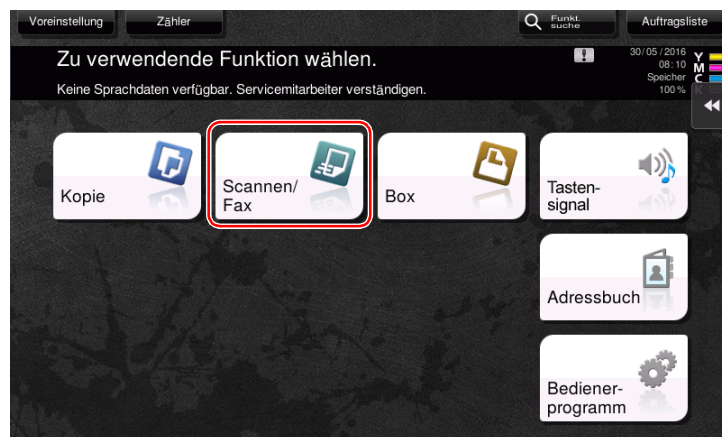 Voreinstellung
Zähler
Funkt.
suche
Auftragsliste
Zu verwendende Funktion wählen.
Keine Sprachdaten verfügbar. Servicemitarbeiter verständigen.
30/05/2016
08:10
Speicher
100 %
Y
M
C
K
Kopie
Scannen/
Fax
Box
Tasten-
signal
Adressbuch
Bediener-
programm